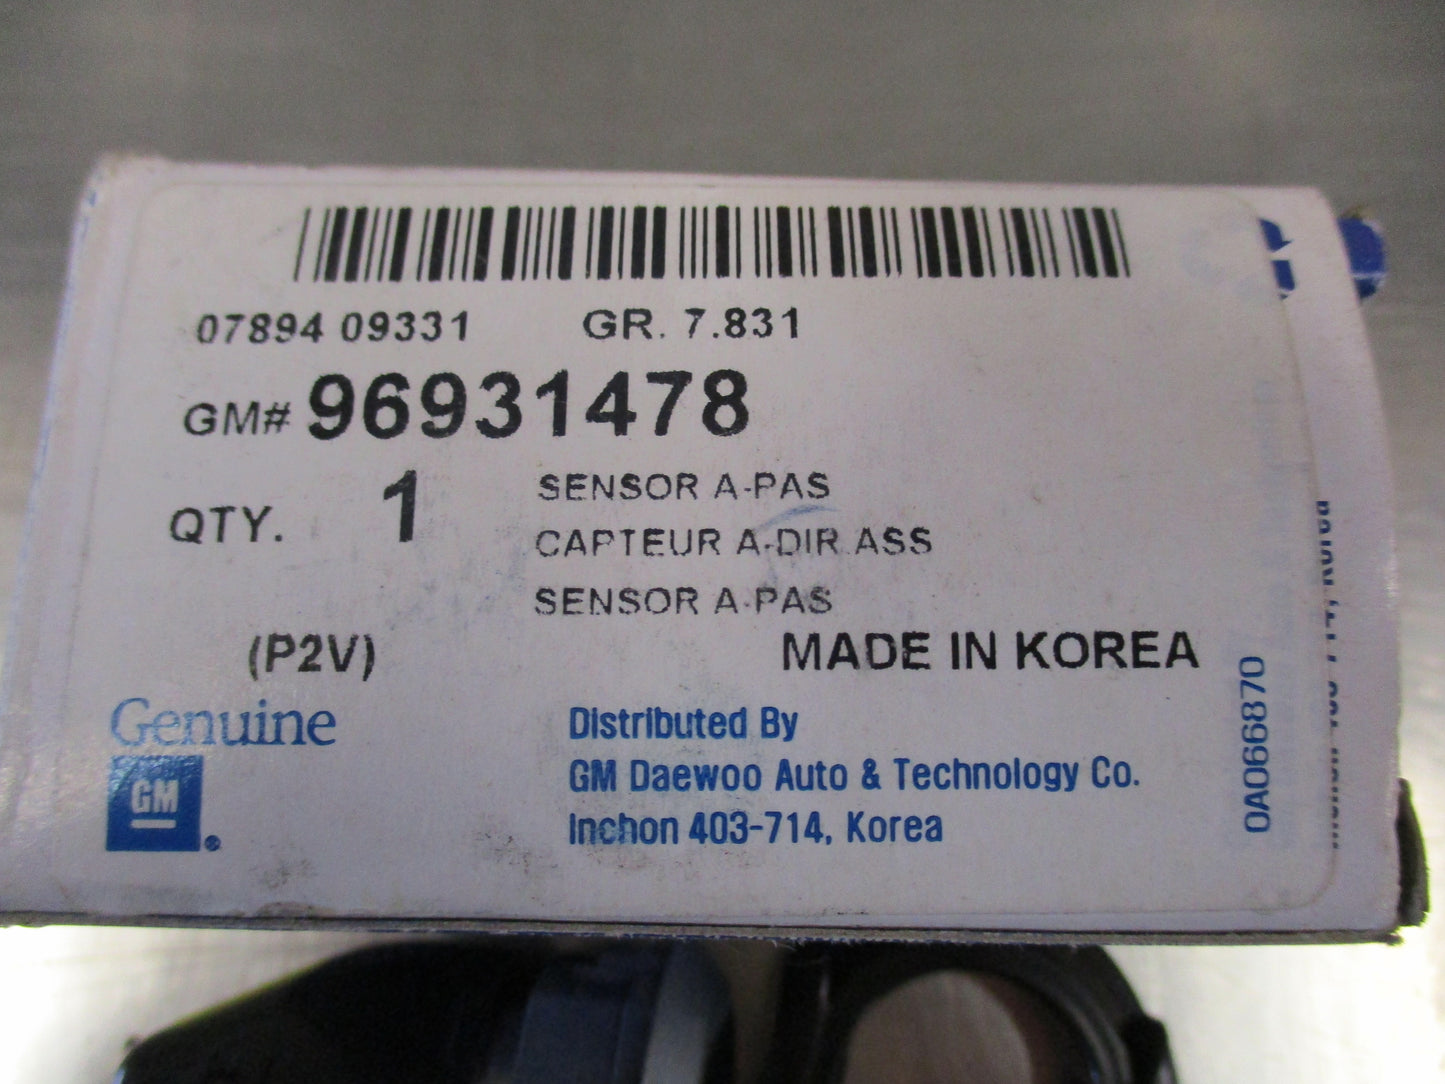 07894 09331 GR. 7.831
GM# 96931478
QTY. 1
SENSOR A-PAS
CAPTEUR A-DIR ASS
SENSOR A-PAS
(P2V)
MADE IN KOREA
Genuine
GM
Distributed By
GM Daewoo Auto & Technology Co.
Inchon 403-714, Korea
0A066870